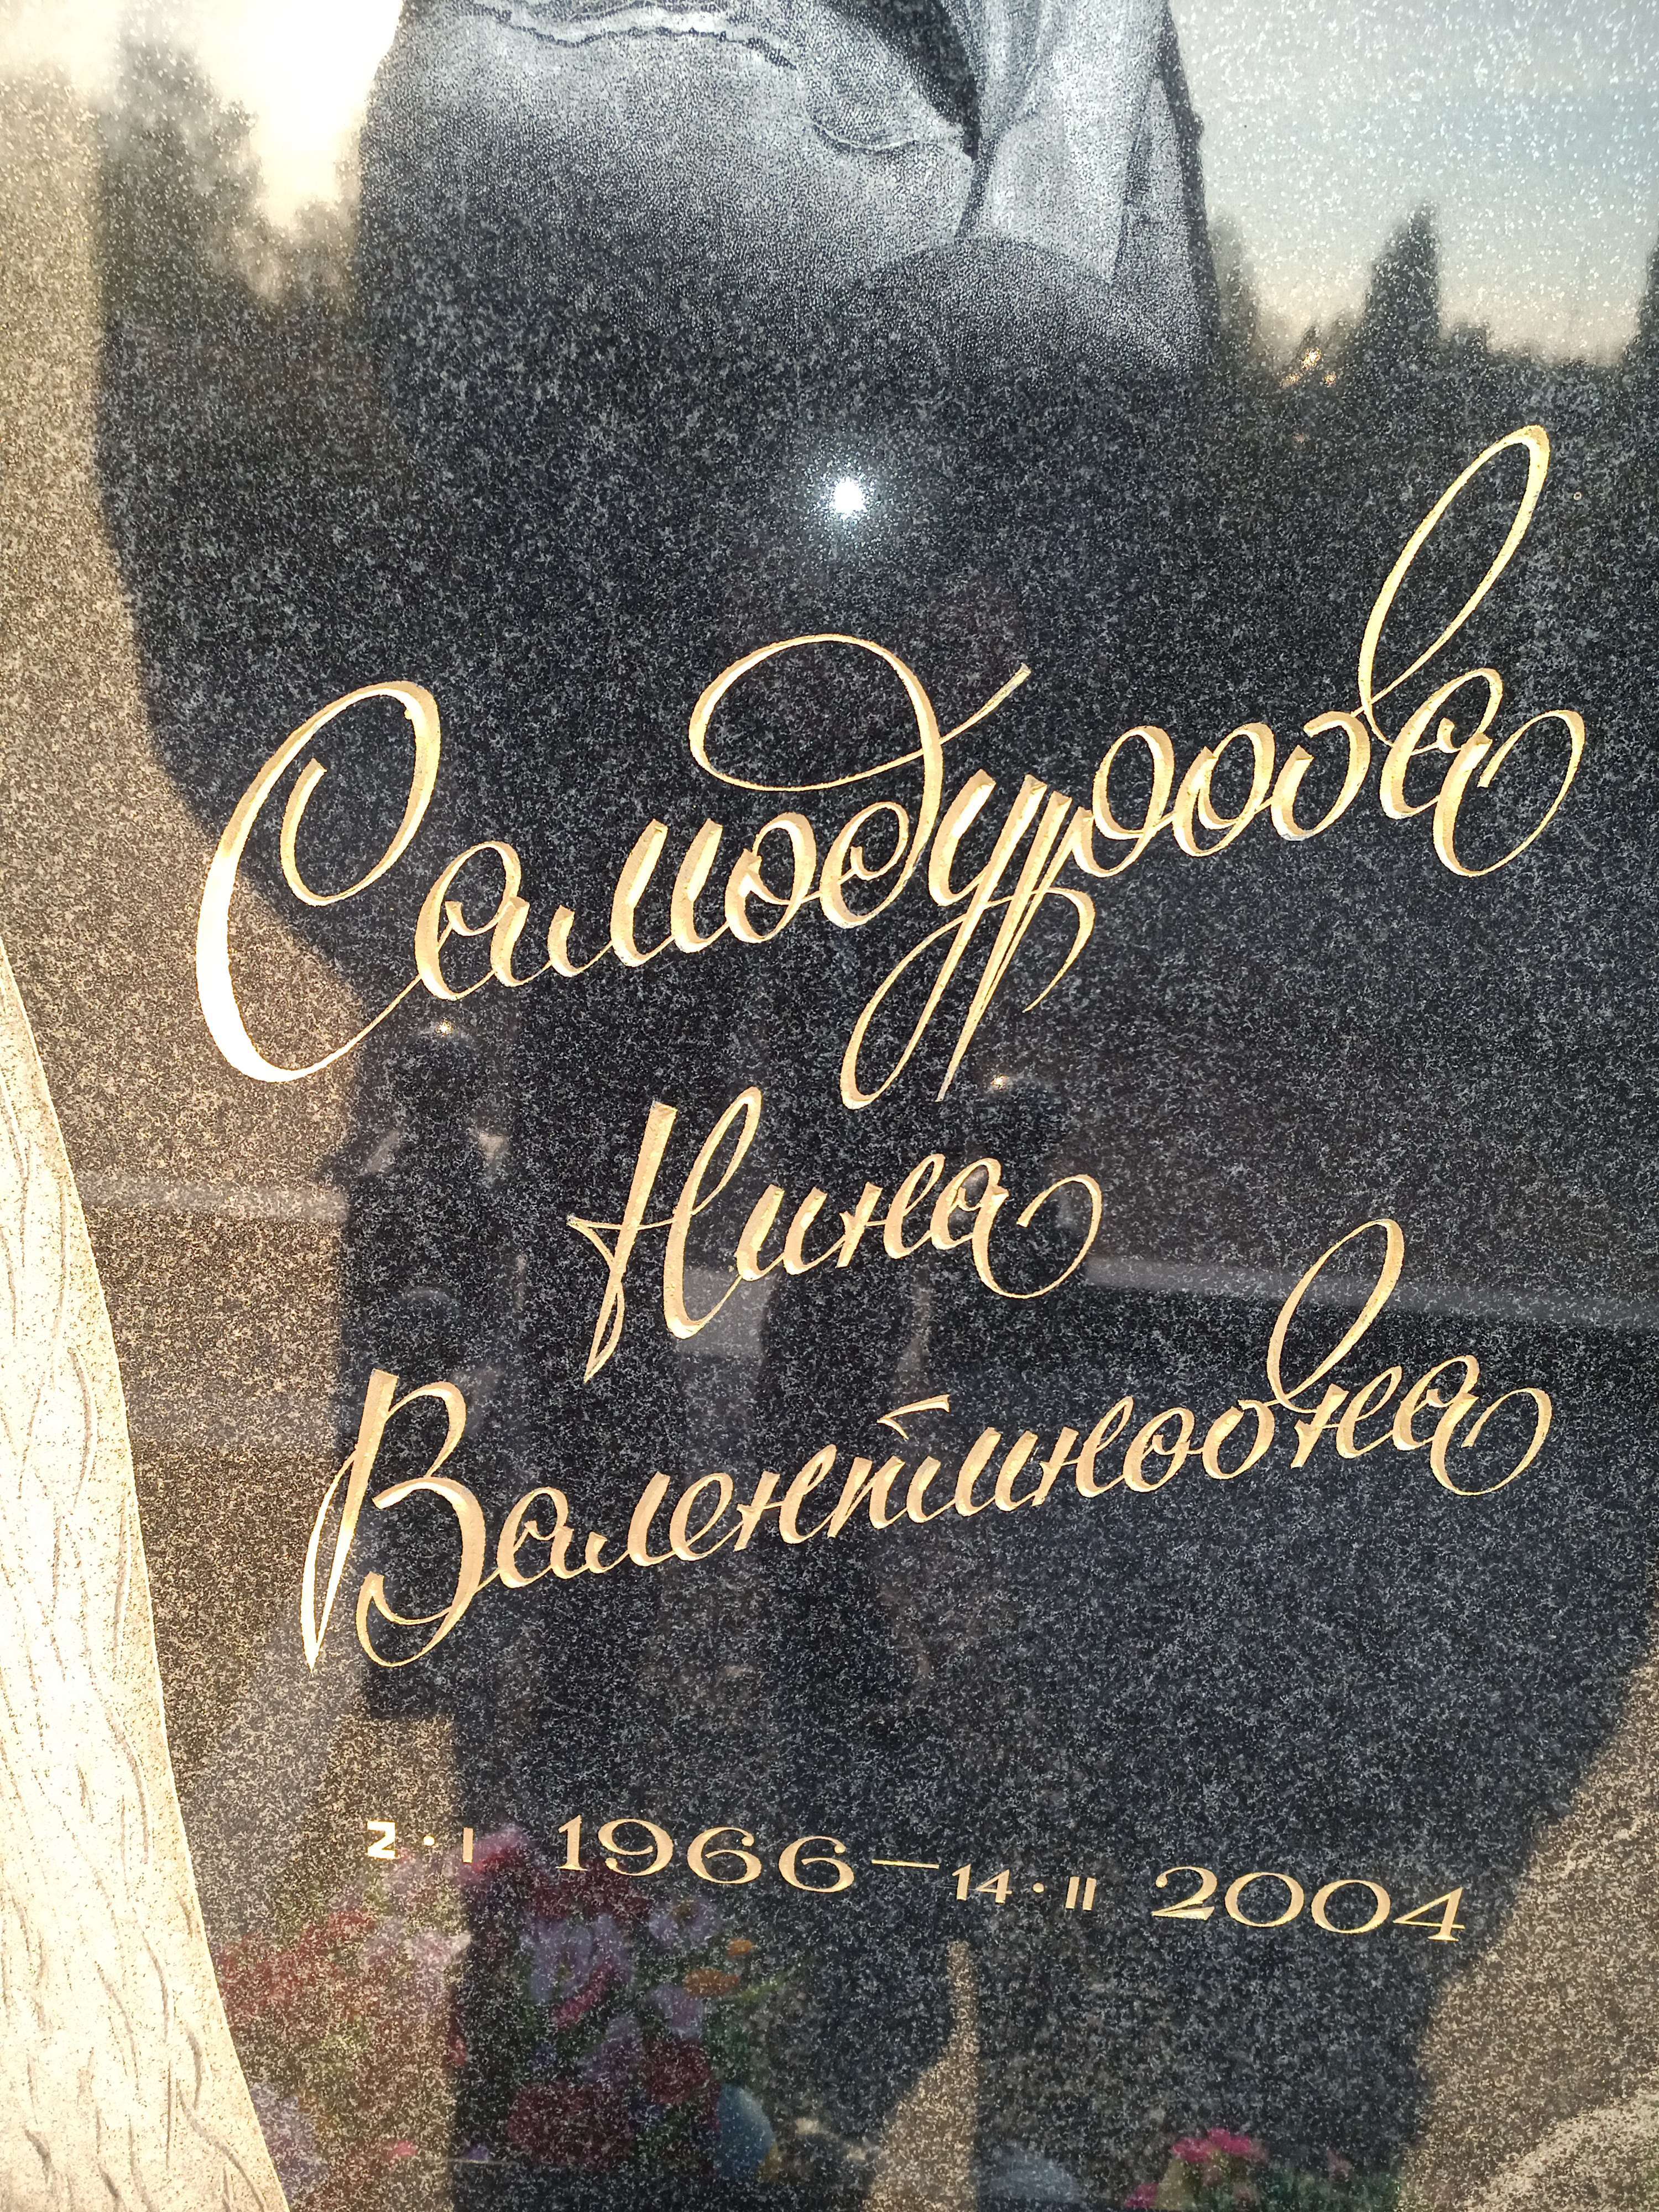 Самодурова
Нина
Валентиновна
2·I 1966—14·II 2004